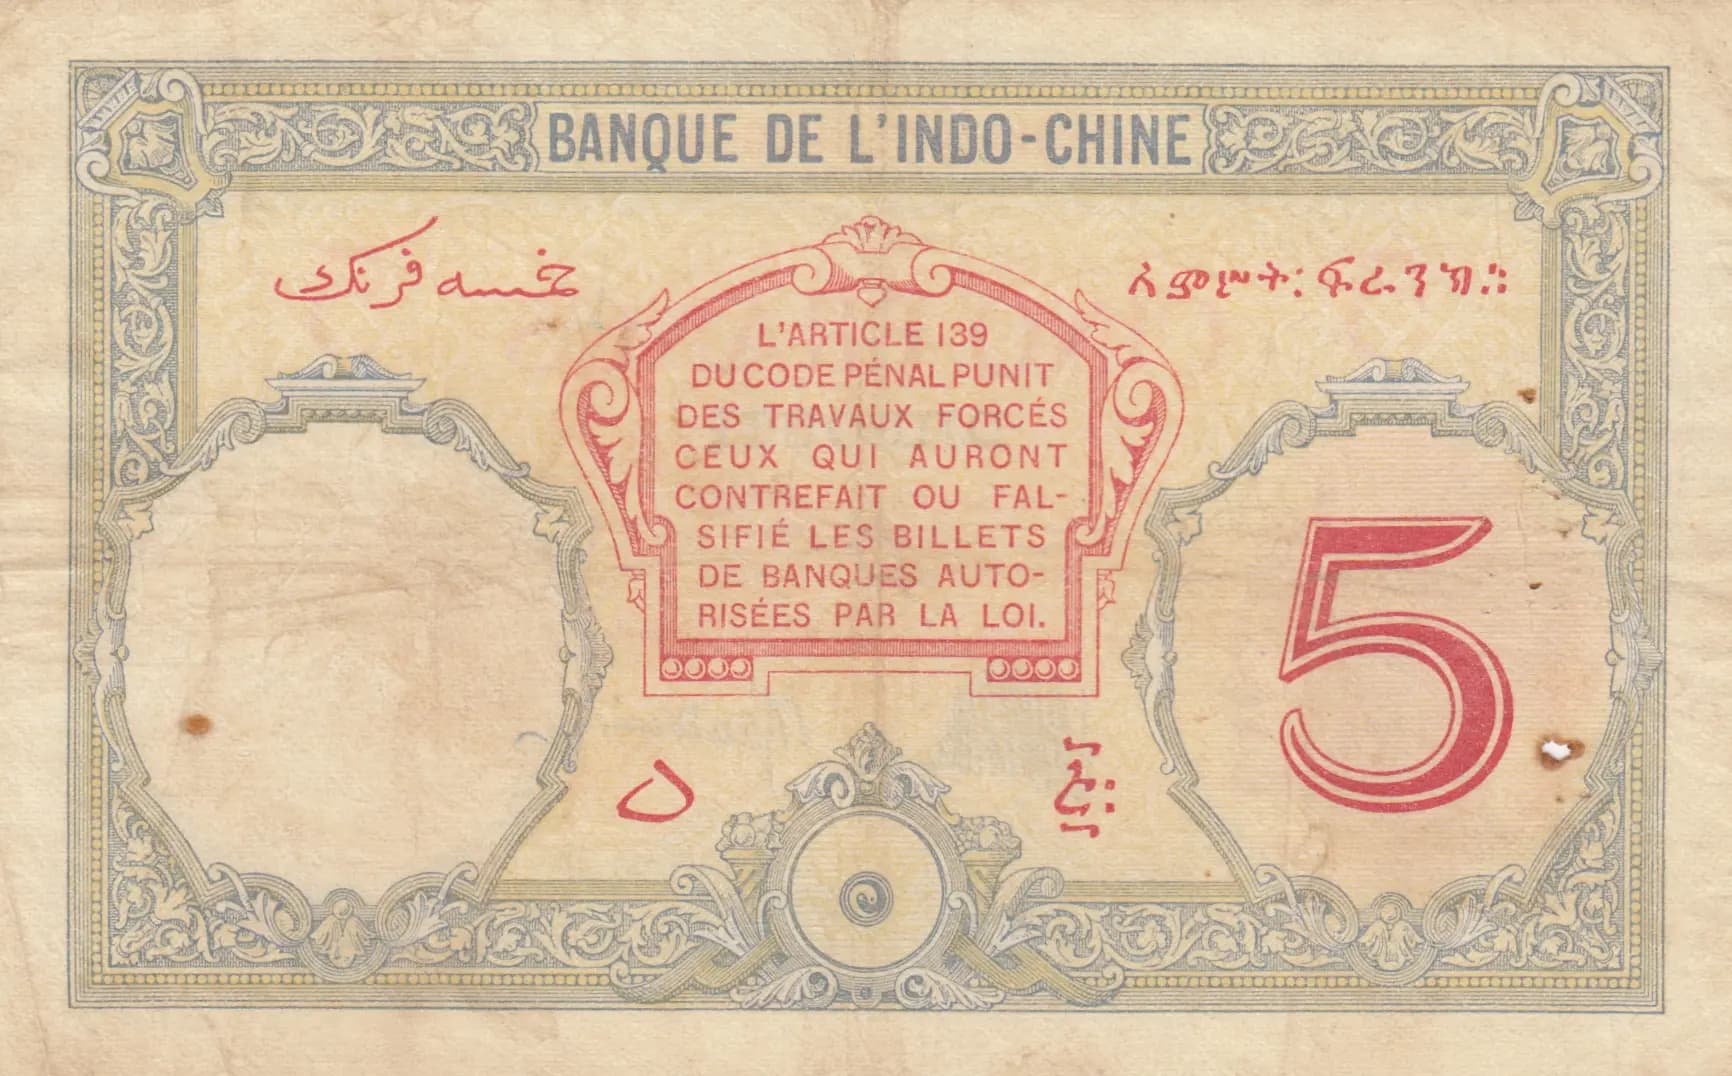 BANQUE DE L'INDO-CHINE
خمسه فرنك
አምሥት፡ ፍራንክ።
L'ARTICLE 139
DU CODE PÉNAL PUNIT
DES TRAVAUX FORCÉS
CEUX QUI AURONT
CONTREFAIT OU FAL-
SIFIÉ LES BILLETS
DE BANQUES AUTO-
RISÉES PAR LA LOI.
5
٥
፭፡